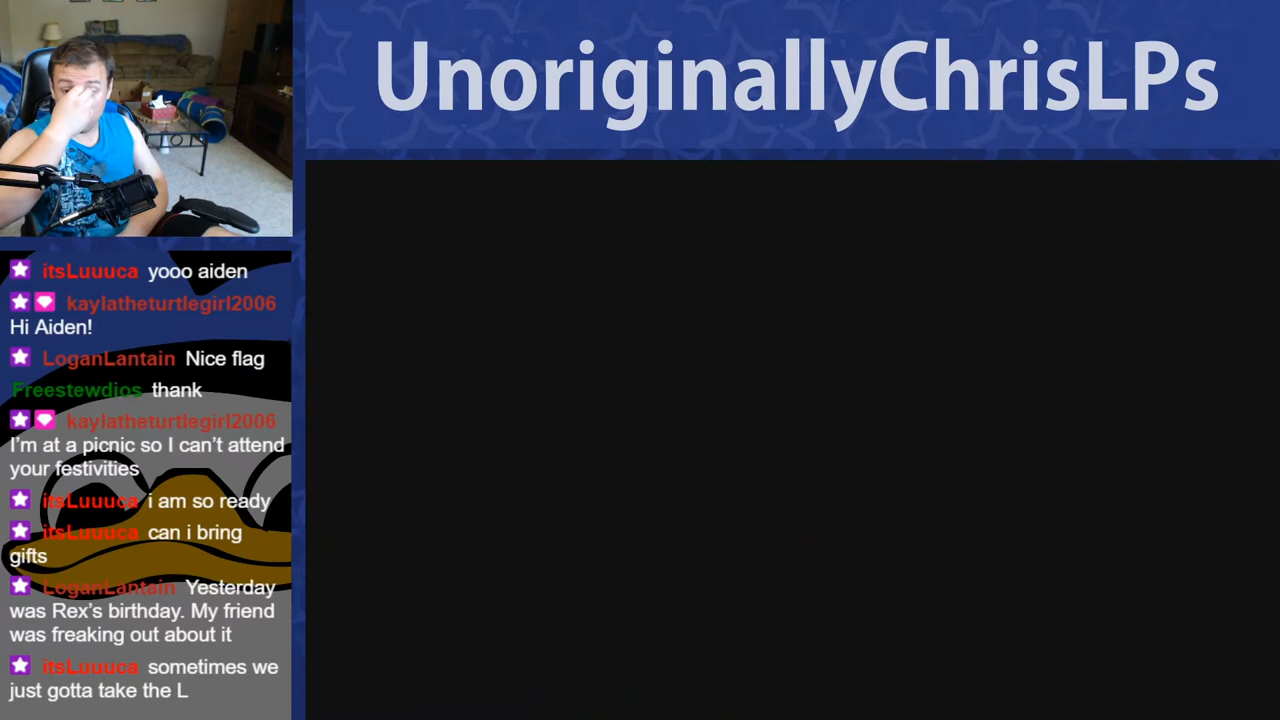 UnoriginallyChrisLPs
itsLuuuca yooo aiden
kaylatheturtlegirl2006
Hi Aiden!
LoganLantain Nice flag
Freestewdios thank
kaylatheturtlegirl2006
I'm at a picnic so I can't attend
your festivities
itsLuuuca i am so ready
itsLuuuca can i bring
gifts
LoganLantain Yesterday
was Rex's birthday. My friend
was freaking out about it
itsLuuuca sometimes we
just gotta take the L